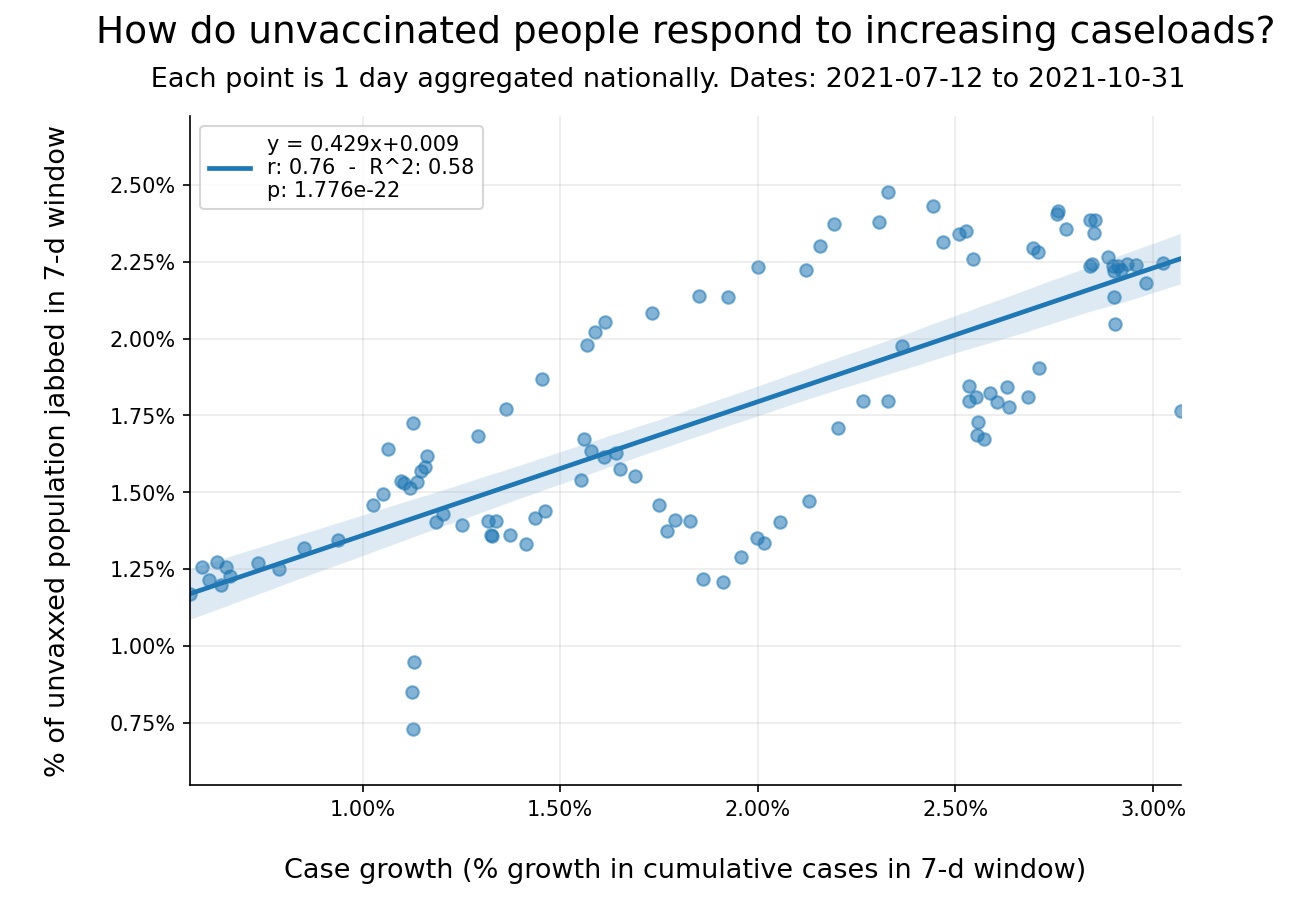 How do unvaccinated people respond to increasing caseloads?
Each point is 1 day aggregated nationally. Dates: 2021-07-12 to 2021-10-31
y = 0.429x+0.009
r: 0.76  -  R^2: 0.58
p: 1.776e-22
% of unvaxxed population jabbed in 7-d window
2.50%
2.25%
2.00%
1.75%
1.50%
1.25%
1.00%
0.75%
1.00% 1.50% 2.00% 2.50% 3.00%
Case growth (% growth in cumulative cases in 7-d window)